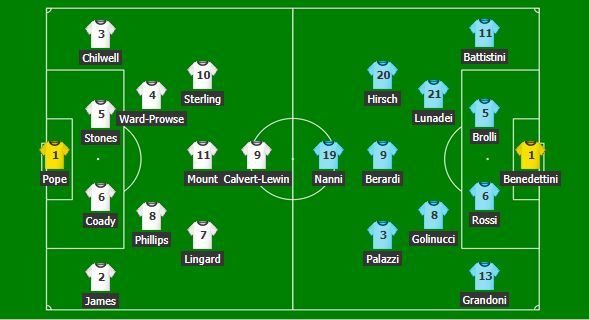 3
Chilwell
10
Sterling
4
Ward-Prowse
5
Stones
1
Pope
11
Mount
9
Calvert-Lewin
6
Coady
8
Phillips
7
Lingard
2
James
11
Battistini
20
Hirsch
21
Lunadei
5
Brolli
19
Nanni
9
Berardi
1
Benedettini
6
Rossi
8
Golinucci
3
Palazzi
13
Grandoni